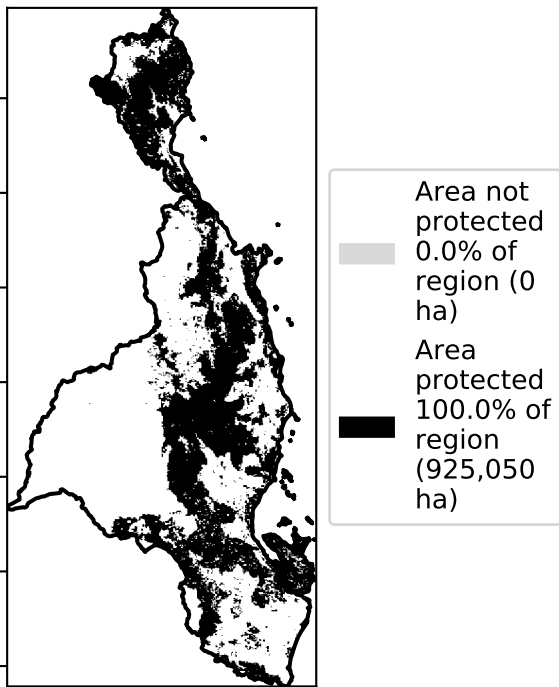 Area not
protected
0.0% of
region (0
ha)
Area
protected
100.0% of
region
(925,050
ha)